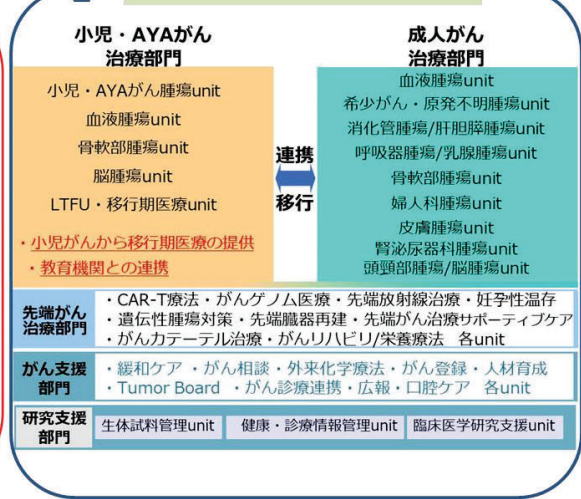 小児・AYAがん
治療部門
小児・AYAがん腫瘍unit
血液腫瘍unit
骨軟部腫瘍unit
脳腫瘍unit
LTFU・移行期医療unit
・小児がんから移行期医療の提供
・教育機関との連携
連携
移行
成人がん
治療部門
血液腫瘍unit
希少がん・原発不明腫瘍unit
消化管腫瘍/肝胆膵腫瘍unit
呼吸器腫瘍/乳腺腫瘍unit
骨軟部腫瘍unit
婦人科腫瘍unit
皮膚腫瘍unit
腎泌尿器科腫瘍unit
頭頸部腫瘍/脳腫瘍unit
先端がん
治療部門
・CAR-T療法・がんゲノム医療・先端放射線治療・妊孕性温存
・遺伝性腫瘍対策・先端臓器再建・先端がん治療サポーティブケア
・がんカテーテル治療・がんリハビリ/栄養療法 各unit
がん支援
部門
・緩和ケア・がん相談・外来化学療法・がん登録・人材育成
・Tumor Board ・がん診療連携・広報・口腔ケア 各unit
研究支援
部門
生体試料管理unit
健康・診療情報管理unit
臨床医学研究支援unit